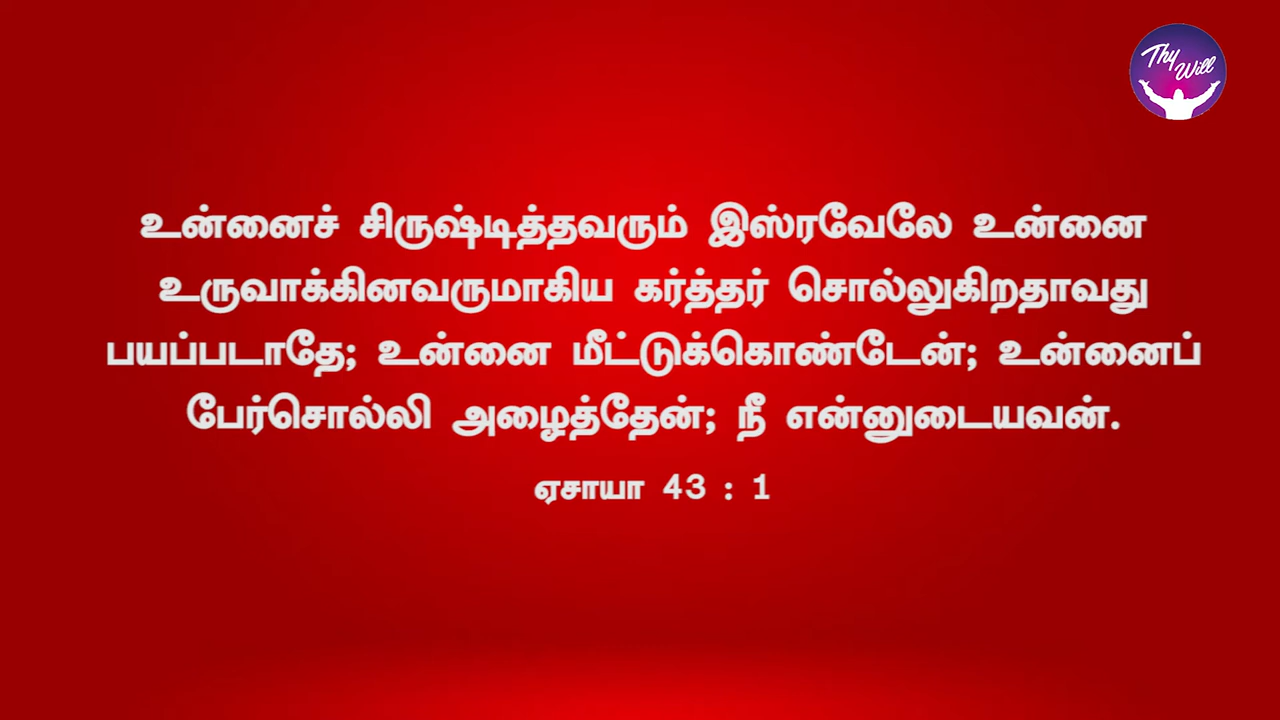 Thy
Will
உன்னைச் சிருஷ்டித்தவரும் இஸ்ரவேலே உன்னை
உருவாக்கினவருமாகிய கர்த்தர் சொல்லுகிறதாவது
பயப்படாதே; உன்னை மீட்டுக்கொண்டேன்; உன்னைப்
பேர்சொல்லி அழைத்தேன்; நீ என்னுடையவன்.
ஏசாயா 43 : 1